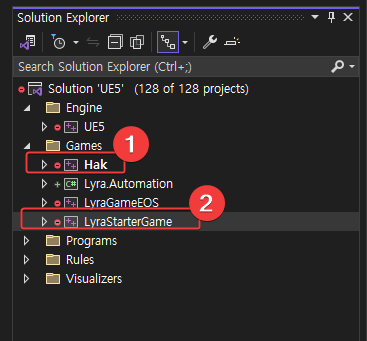 Solution Explorer
Search Solution Explorer (Ctrl+;)
Solution 'UE5' (128 of 128 projects)
Engine
UE5
Games
1
Hak
C# Lyra.Automation
LyraGameEOS
2
LyraStarterGame
Programs
Rules
Visualizers